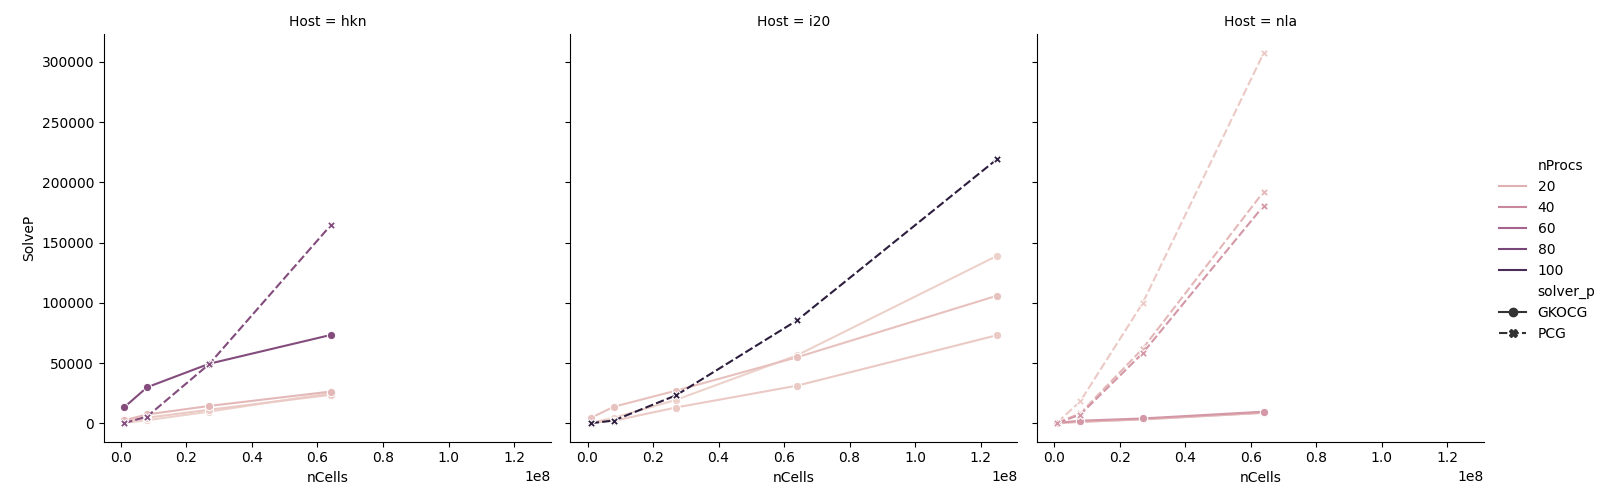 Host = hkn
Host = i20
Host = nla
SolveP
300000
250000
200000
150000
100000
50000
0
0.0 0.2 0.4 0.6 0.8 1.0 1.2
1e8
nCells
0.0 0.2 0.4 0.6 0.8 1.0 1.2
1e8
nCells
0.0 0.2 0.4 0.6 0.8 1.0 1.2
1e8
nCells
nProcs
20
40
60
80
100
solver_p
GKOCG
PCG